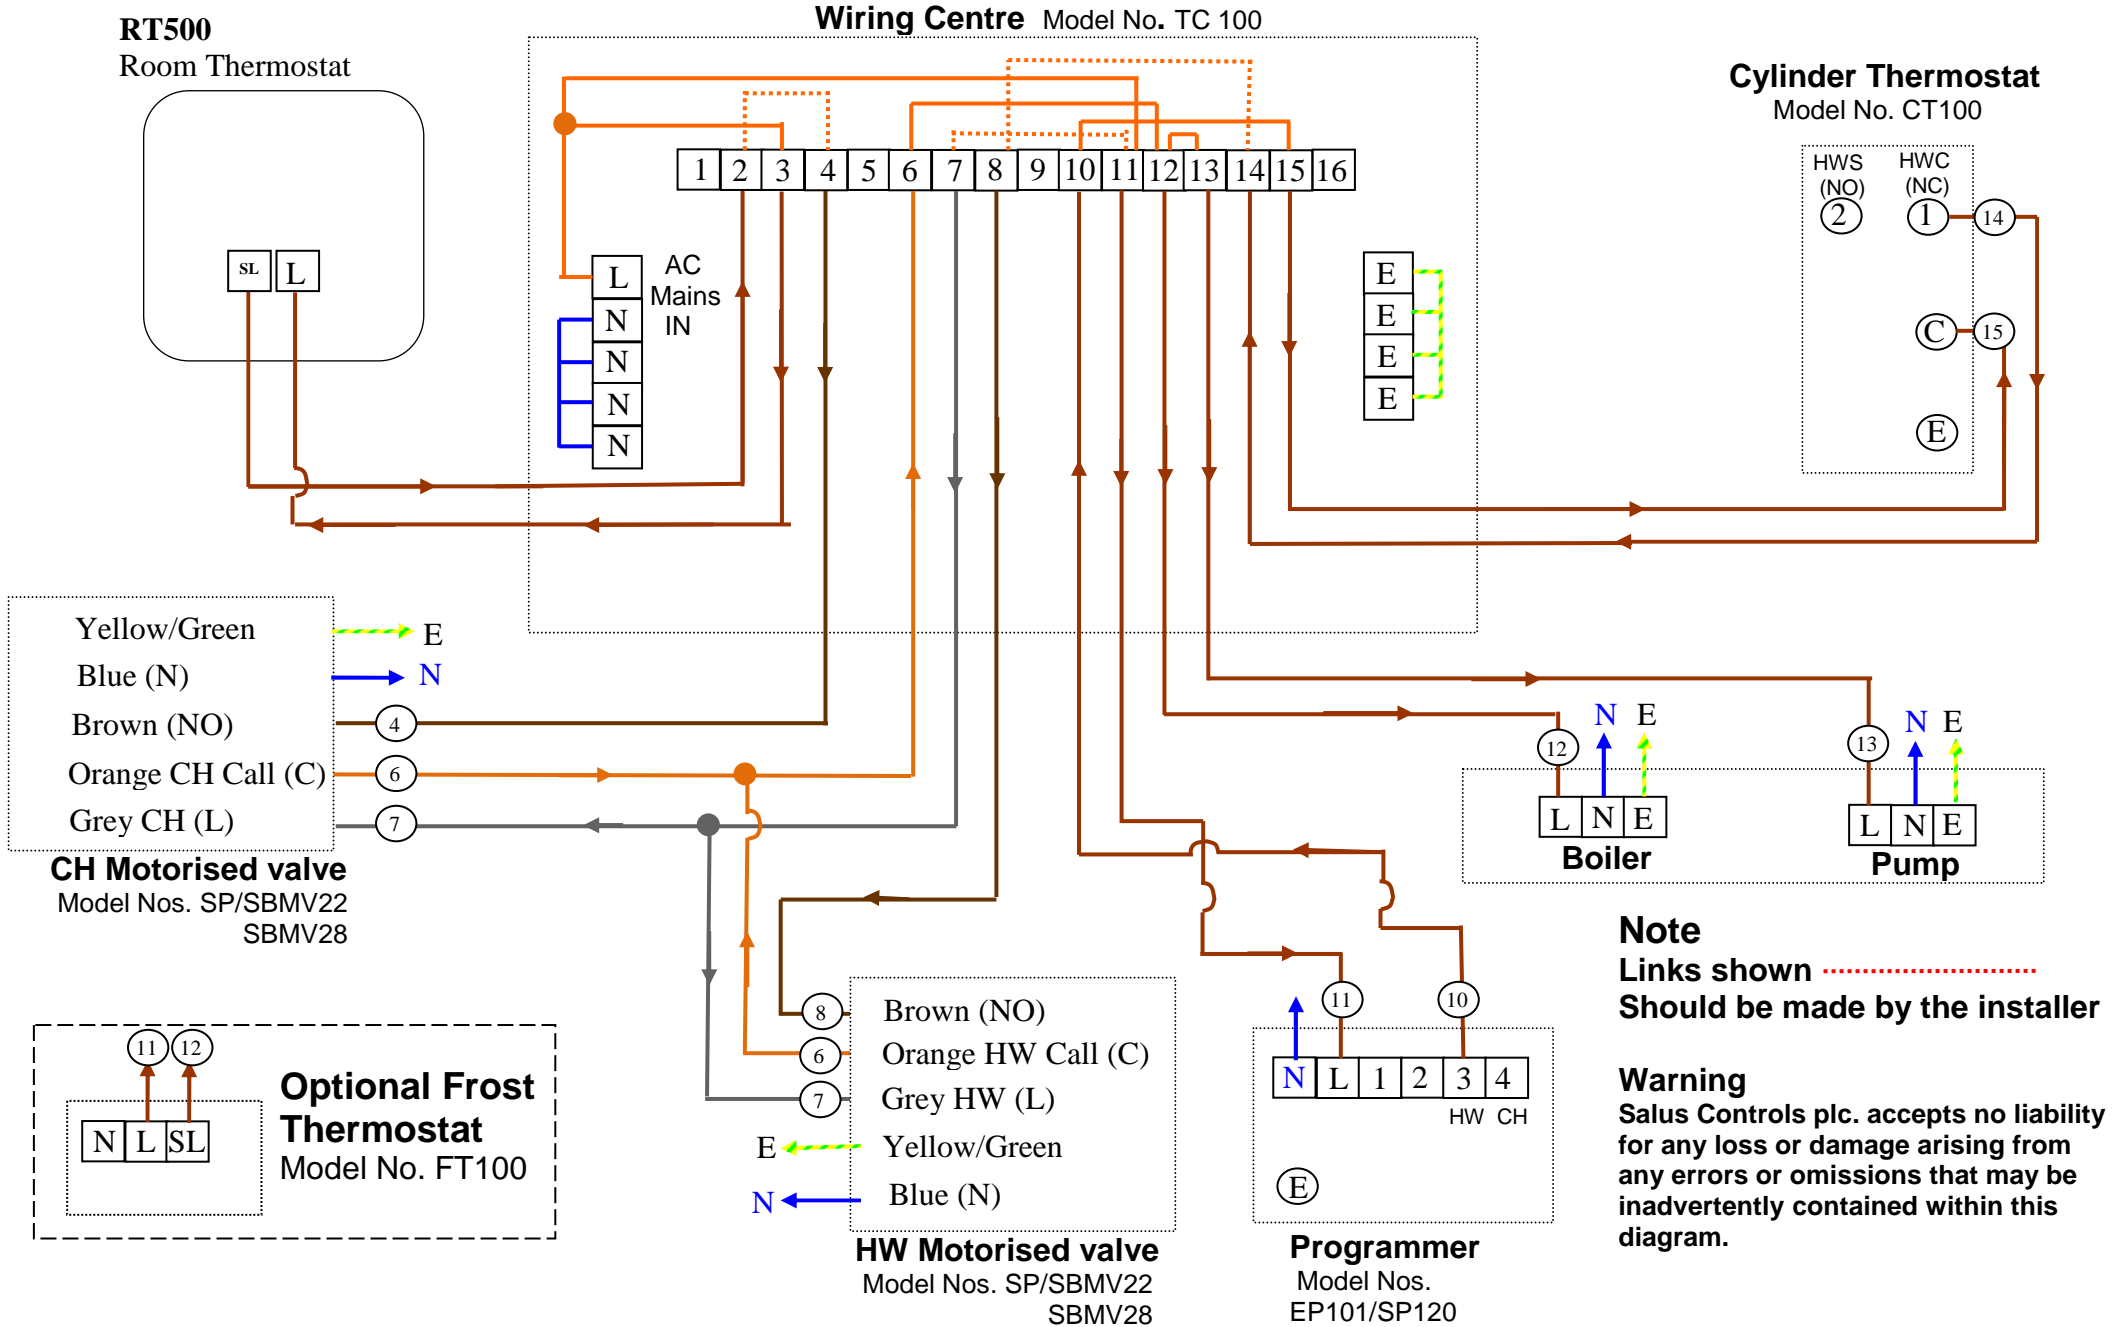 Wiring Centre Model No. TC 100
RT500
Room Thermostat
SL L
1 2 3 4 5 6 7 8 9 10 11 12 13 14 15 16
L
N
N
N
N
AC
Mains
IN
E
E
E
E
Cylinder Thermostat
Model No. CT100
HWS HWC
(NO) (NC)
2 1 14
C 15
E
Yellow/Green E
Blue (N) N
Brown (NO) 4
Orange CH Call (C) 6
Grey CH (L) 7
CH Motorised valve
Model Nos. SP/SBMV22
SBMV28
11 12
N L SL
Optional Frost
Thermostat
Model No. FT100
8 Brown (NO)
6 Orange HW Call (C)
7 Grey HW (L)
E Yellow/Green
N Blue (N)
HW Motorised valve
Model Nos. SP/SBMV22
SBMV28
11 10
N L 1 2 3 4
HW CH
E
Programmer
Model Nos.
EP101/SP120
N E
12
L N E
Boiler
N E
13
L N E
Pump
Note
Links shown
Should be made by the installer
Warning
Salus Controls plc. accepts no liability
for any loss or damage arising from
any errors or omissions that may be
inadvertently contained within this
diagram.